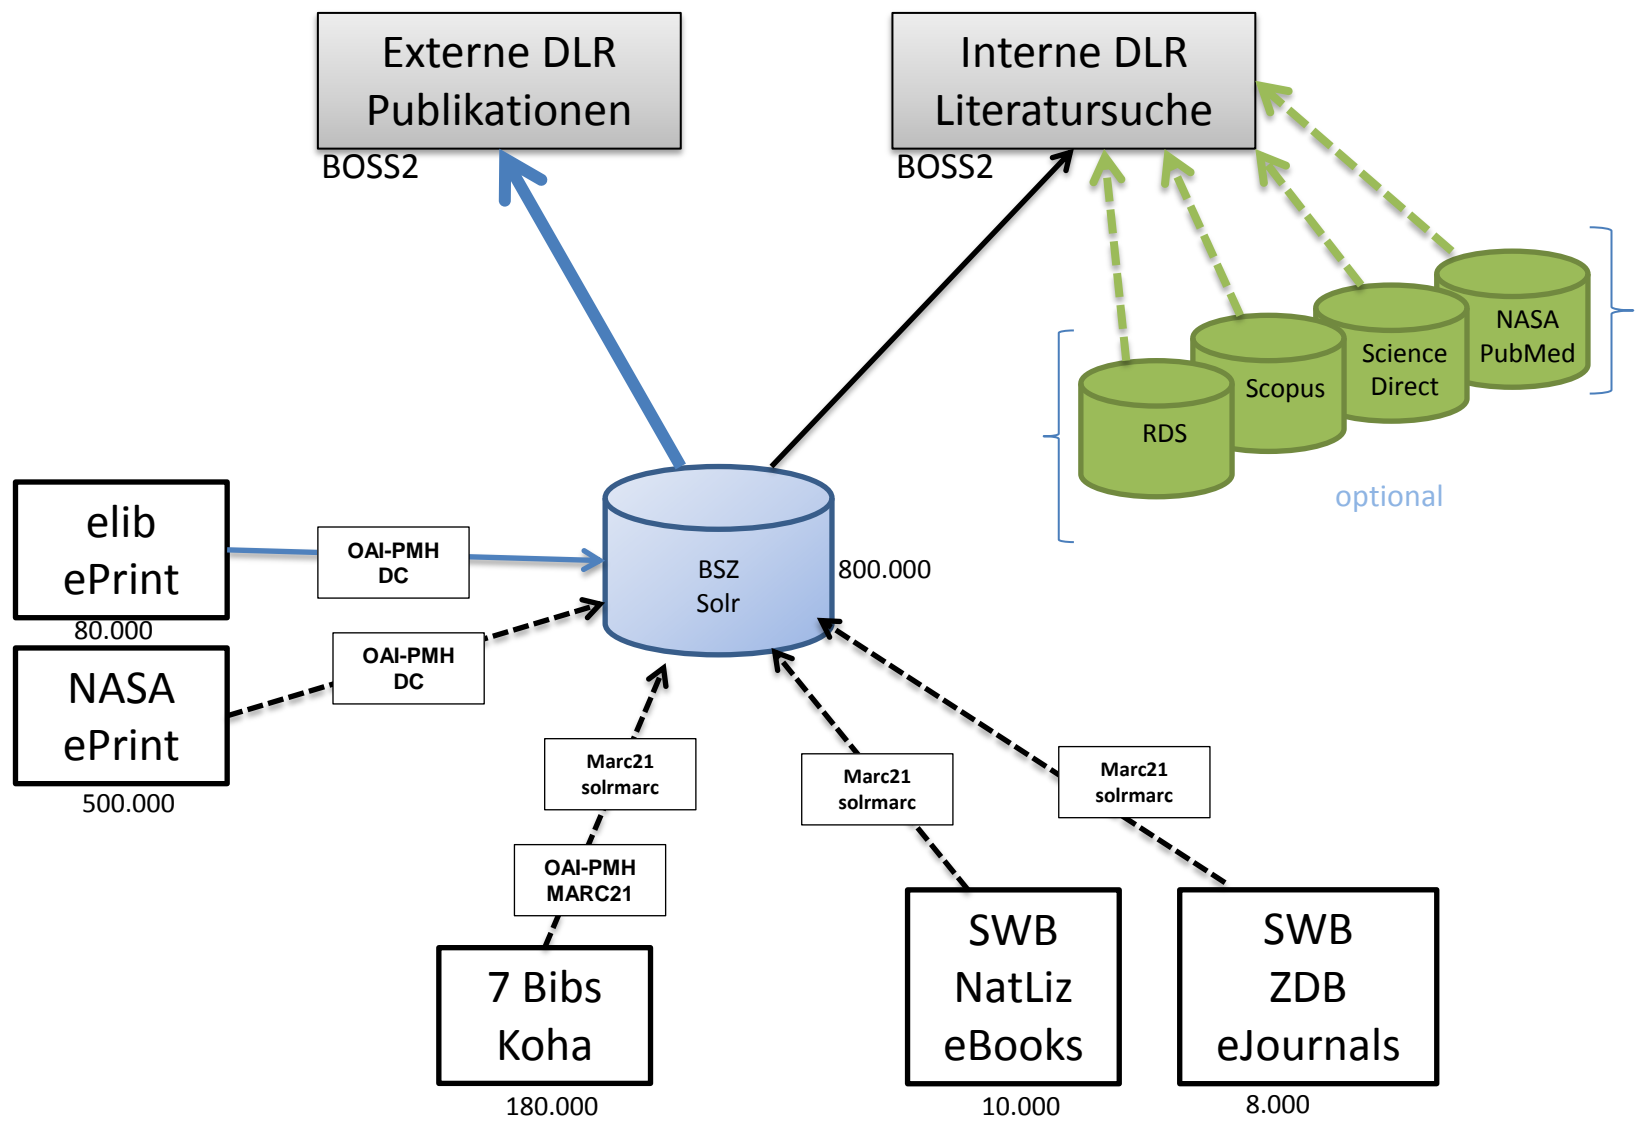 Externe DLR
Publikationen
BOSS2
Interne DLR
Literatursuche
BOSS2
NASA
PubMed
Science
Direct
Scopus
RDS
optional
elib
ePrint
80.000
OAI-PMH
DC
BSZ
Solr
800.000
NASA
ePrint
500.000
OAI-PMH
DC
Marc21
solrmarc
OAI-PMH
MARC21
Marc21
solrmarc
Marc21
solrmarc
7 Bibs
Koha
180.000
SWB
NatLiz
eBooks
10.000
SWB
ZDB
eJournals
8.000